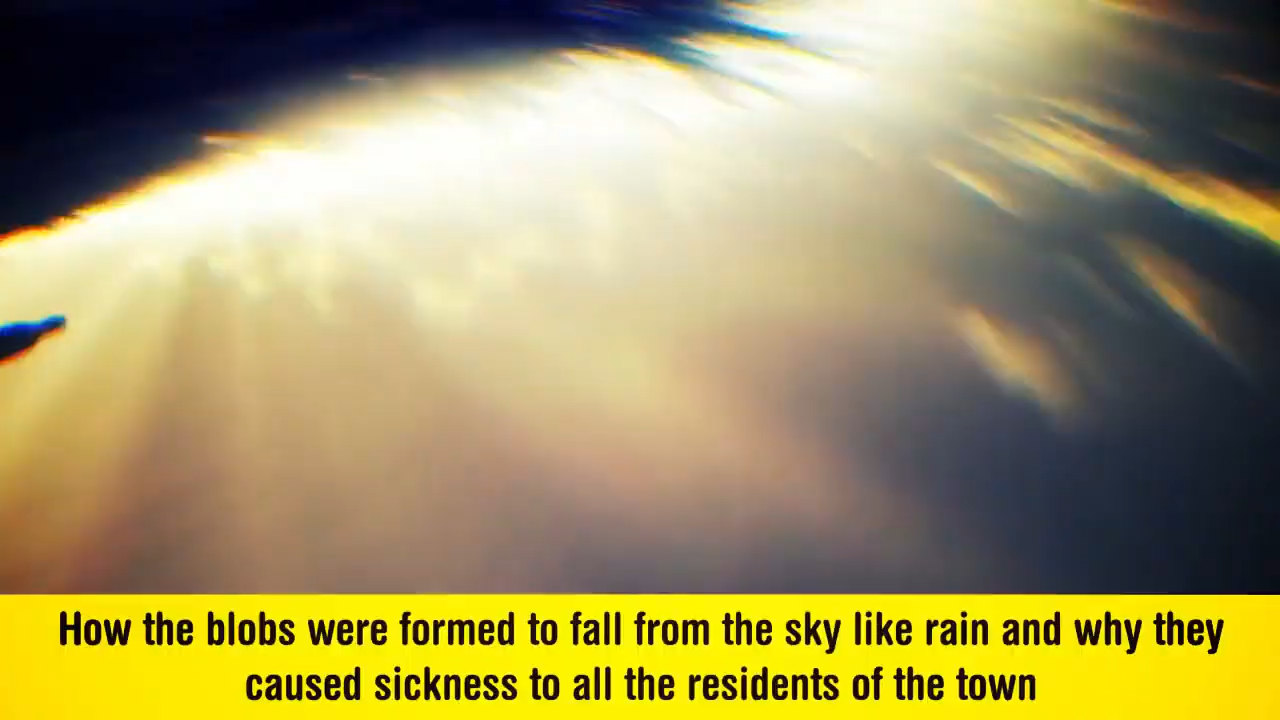 How the blobs were formed to fall from the sky like rain and why they
caused sickness to all the residents of the town